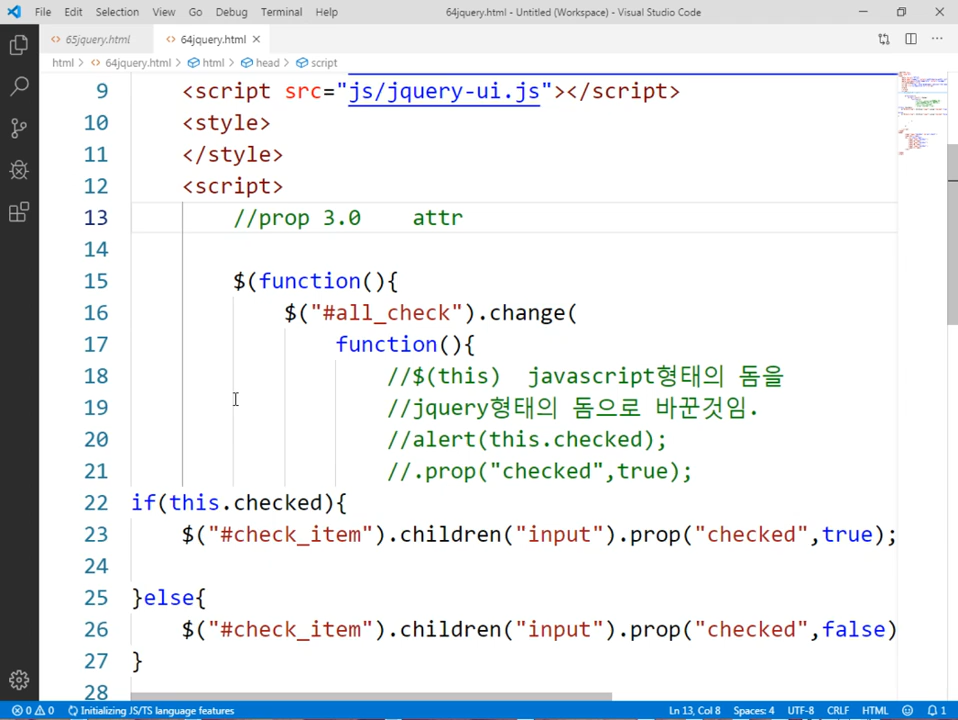 File Edit Selection View Go Debug Terminal Help 64jquery.html - Untitled (Workspace) - Visual Studio Code
65jquery.html 64jquery.html
html 64jquery.html html head script
9 <script src="js/jquery-ui.js"></script>
10 <style>
11 </style>
12 <script>
13 //prop 3.0 attr
14
15 $(function(){
16 $("#all_check").change(
17 function(){
18 //$(this) javascript형태의 돔을
19 //jquery형태의 돔으로 바꾼것임.
20 //alert(this.checked);
21 //.prop("checked",true);
22 if(this.checked){
23 $("#check_item").children("input").prop("checked",true);
24
25 }else{
26 $("#check_item").children("input").prop("checked",false)
27 }
28
0 0 Initializing JS/TS language features Ln 13, Col 8 Spaces: 4 UTF-8 CRLF HTML 1